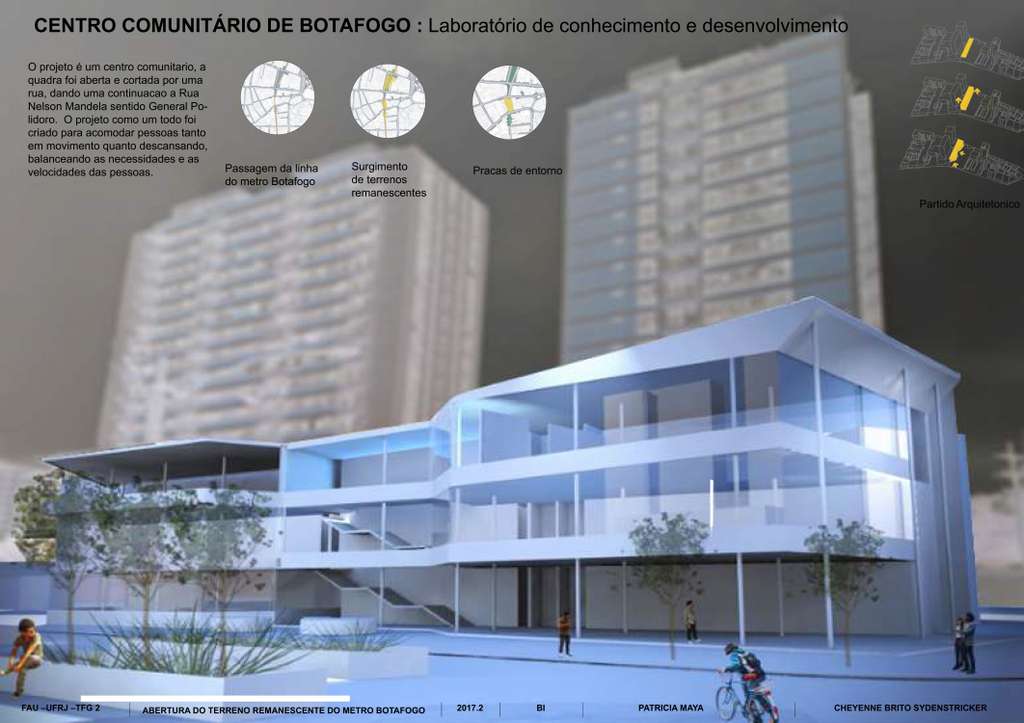 CENTRO COMUNITÁRIO DE BOTAFOGO : Laboratório de conhecimento e desenvolvimento
O projeto é um centro comunitario, a
quadra foi aberta e cortada por uma
rua, dando uma continuacao a Rua
Nelson Mandela sentido General Po-
lidoro. O projeto como um todo foi
criado para acomodar pessoas tanto
em movimento quanto descansando,
balanceando as necessidades e as
velocidades das pessoas.
Passagem da linha
do metro Botafogo
Surgimento
de terrenos
remanescentes
Pracas de entorno
Partido Arquitetonico
FAU –UFRJ –TFG 2
ABERTURA DO TERRENO REMANESCENTE DO METRO BOTAFOGO
2017.2
BI
PATRICIA MAYA
CHEYENNE BRITO SYDENSTRICKER